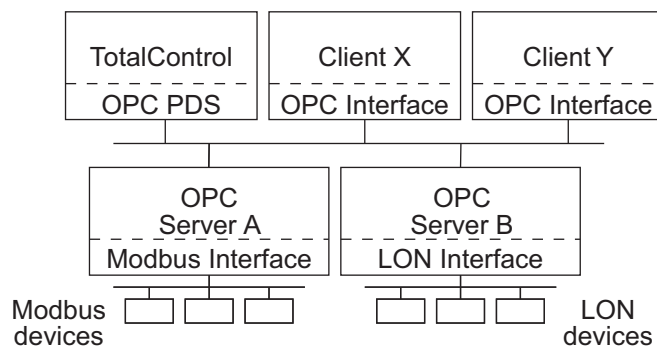 TotalControl
OPC PDS
Client X
OPC Interface
Client Y
OPC Interface
OPC
Server A
Modbus Interface
OPC
Server B
LON Interface
Modbus
devices
LON
devices